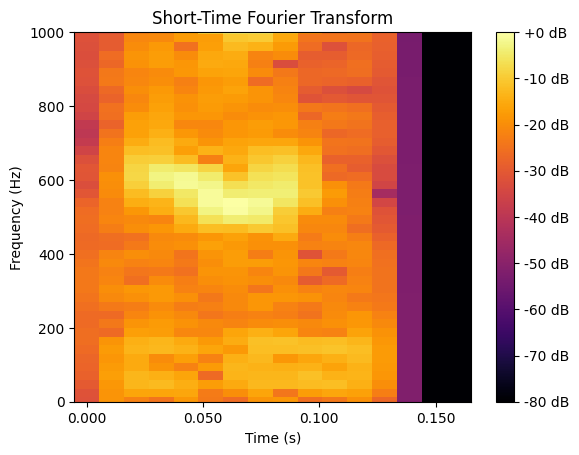 Short-Time Fourier Transform
1000
800
600
400
200
0
Frequency (Hz)
0.000
0.050
0.100
0.150
Time (s)
+0 dB
-10 dB
-20 dB
-30 dB
-40 dB
-50 dB
-60 dB
-70 dB
-80 dB